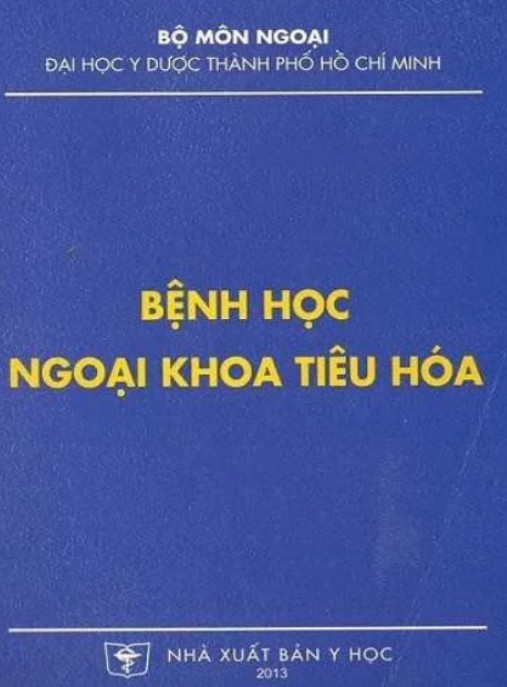 BỘ MÔN NGOẠI
ĐẠI HỌC Y DƯỢC THÀNH PHỐ HỒ CHÍ MINH
BỆNH HỌC
NGOẠI KHOA TIÊU HÓA
NHÀ XUẤT BẢN Y HỌC
2013